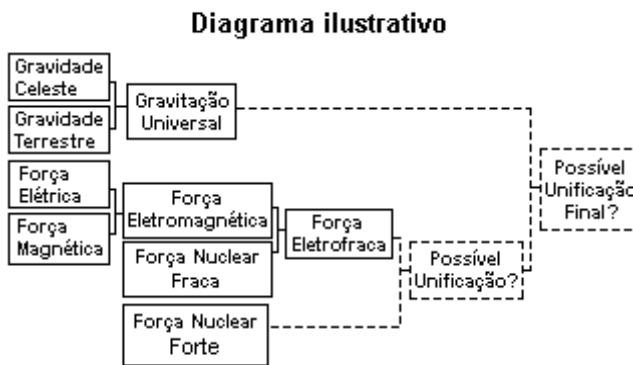 Diagrama ilustrativo
Gravidade
Celeste
Gravidade
Terrestre
Gravitação
Universal
Força
Elétrica
Força
Magnética
Força
Eletromagnética
Força Nuclear
Fraca
Força
Eletrofraca
Força Nuclear
Forte
Possível
Unificação?
Possível
Unificação
Final?